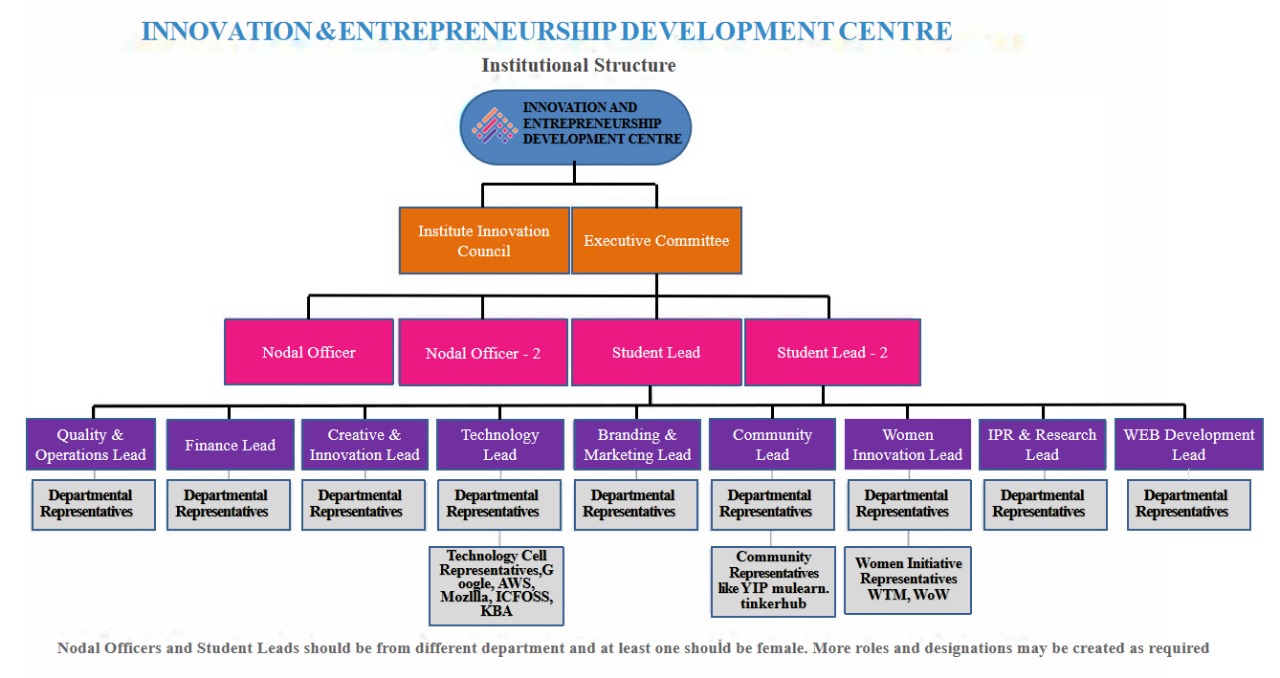 INNOVATION & ENTREPRENEURSHIP DEVELOPMENT CENTRE
Institutional Structure
INNOVATION AND
ENTREPRENEURSHIP
DEVELOPMENT CENTRE
Institute Innovation
Council
Executive Committee
Nodal Officer
Nodal Officer - 2
Student Lead
Student Lead - 2
Quality &
Operations Lead
Finance Lead
Creative &
Innovation Lead
Technology
Lead
Branding &
Marketing Lead
Community
Lead
Women
Innovation Lead
IPR & Research
Lead
WEB Development
Lead
Departmental
Representatives
Departmental
Representatives
Departmental
Representatives
Departmental
Representatives
Departmental
Representatives
Departmental
Representatives
Departmental
Representatives
Departmental
Representatives
Departmental
Representatives
Technology Cell
Representatives,G
oogle, AWS,
Mozllla, ICFOSS,
KBA
Community
Representatives
like YIP mulearn.
tinkerhub
Women Initiative
Representatives
WTM, WoW
Nodal Officers and Student Leads should be from different department and at least one should be female. More roles and designations may be created as required